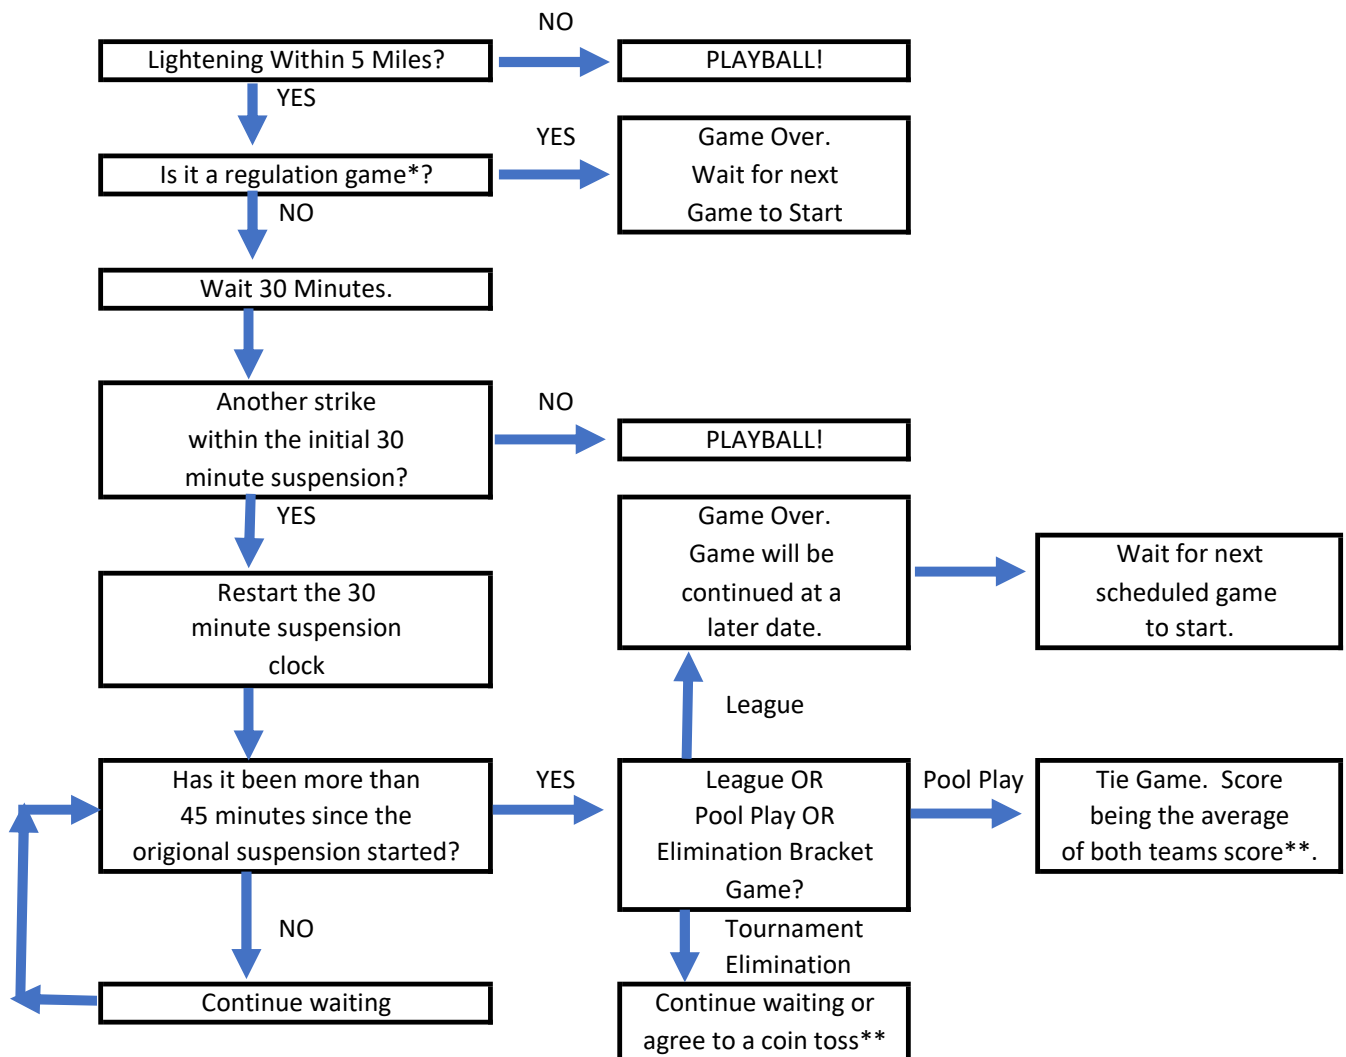 NO
Lightening Within 5 Miles?
PLAYBALL!
YES
YES
Is it a regulation game*?
Game Over.
Wait for next
Game to Start
NO
Wait 30 Minutes.
Another strike
within the initial 30
minute suspension?
NO
PLAYBALL!
YES
Game Over.
Game will be
continued at a
later date.
Wait for next
scheduled game
to start.
Restart the 30
minute suspension
clock
League
Has it been more than
45 minutes since the
origional suspension started?
YES
League OR
Pool Play OR
Elimination Bracket
Game?
Pool Play
Tie Game.  Score
being the average
of both teams score**.
NO
Tournament
Elimination
Continue waiting
Continue waiting or
agree to a coin toss**